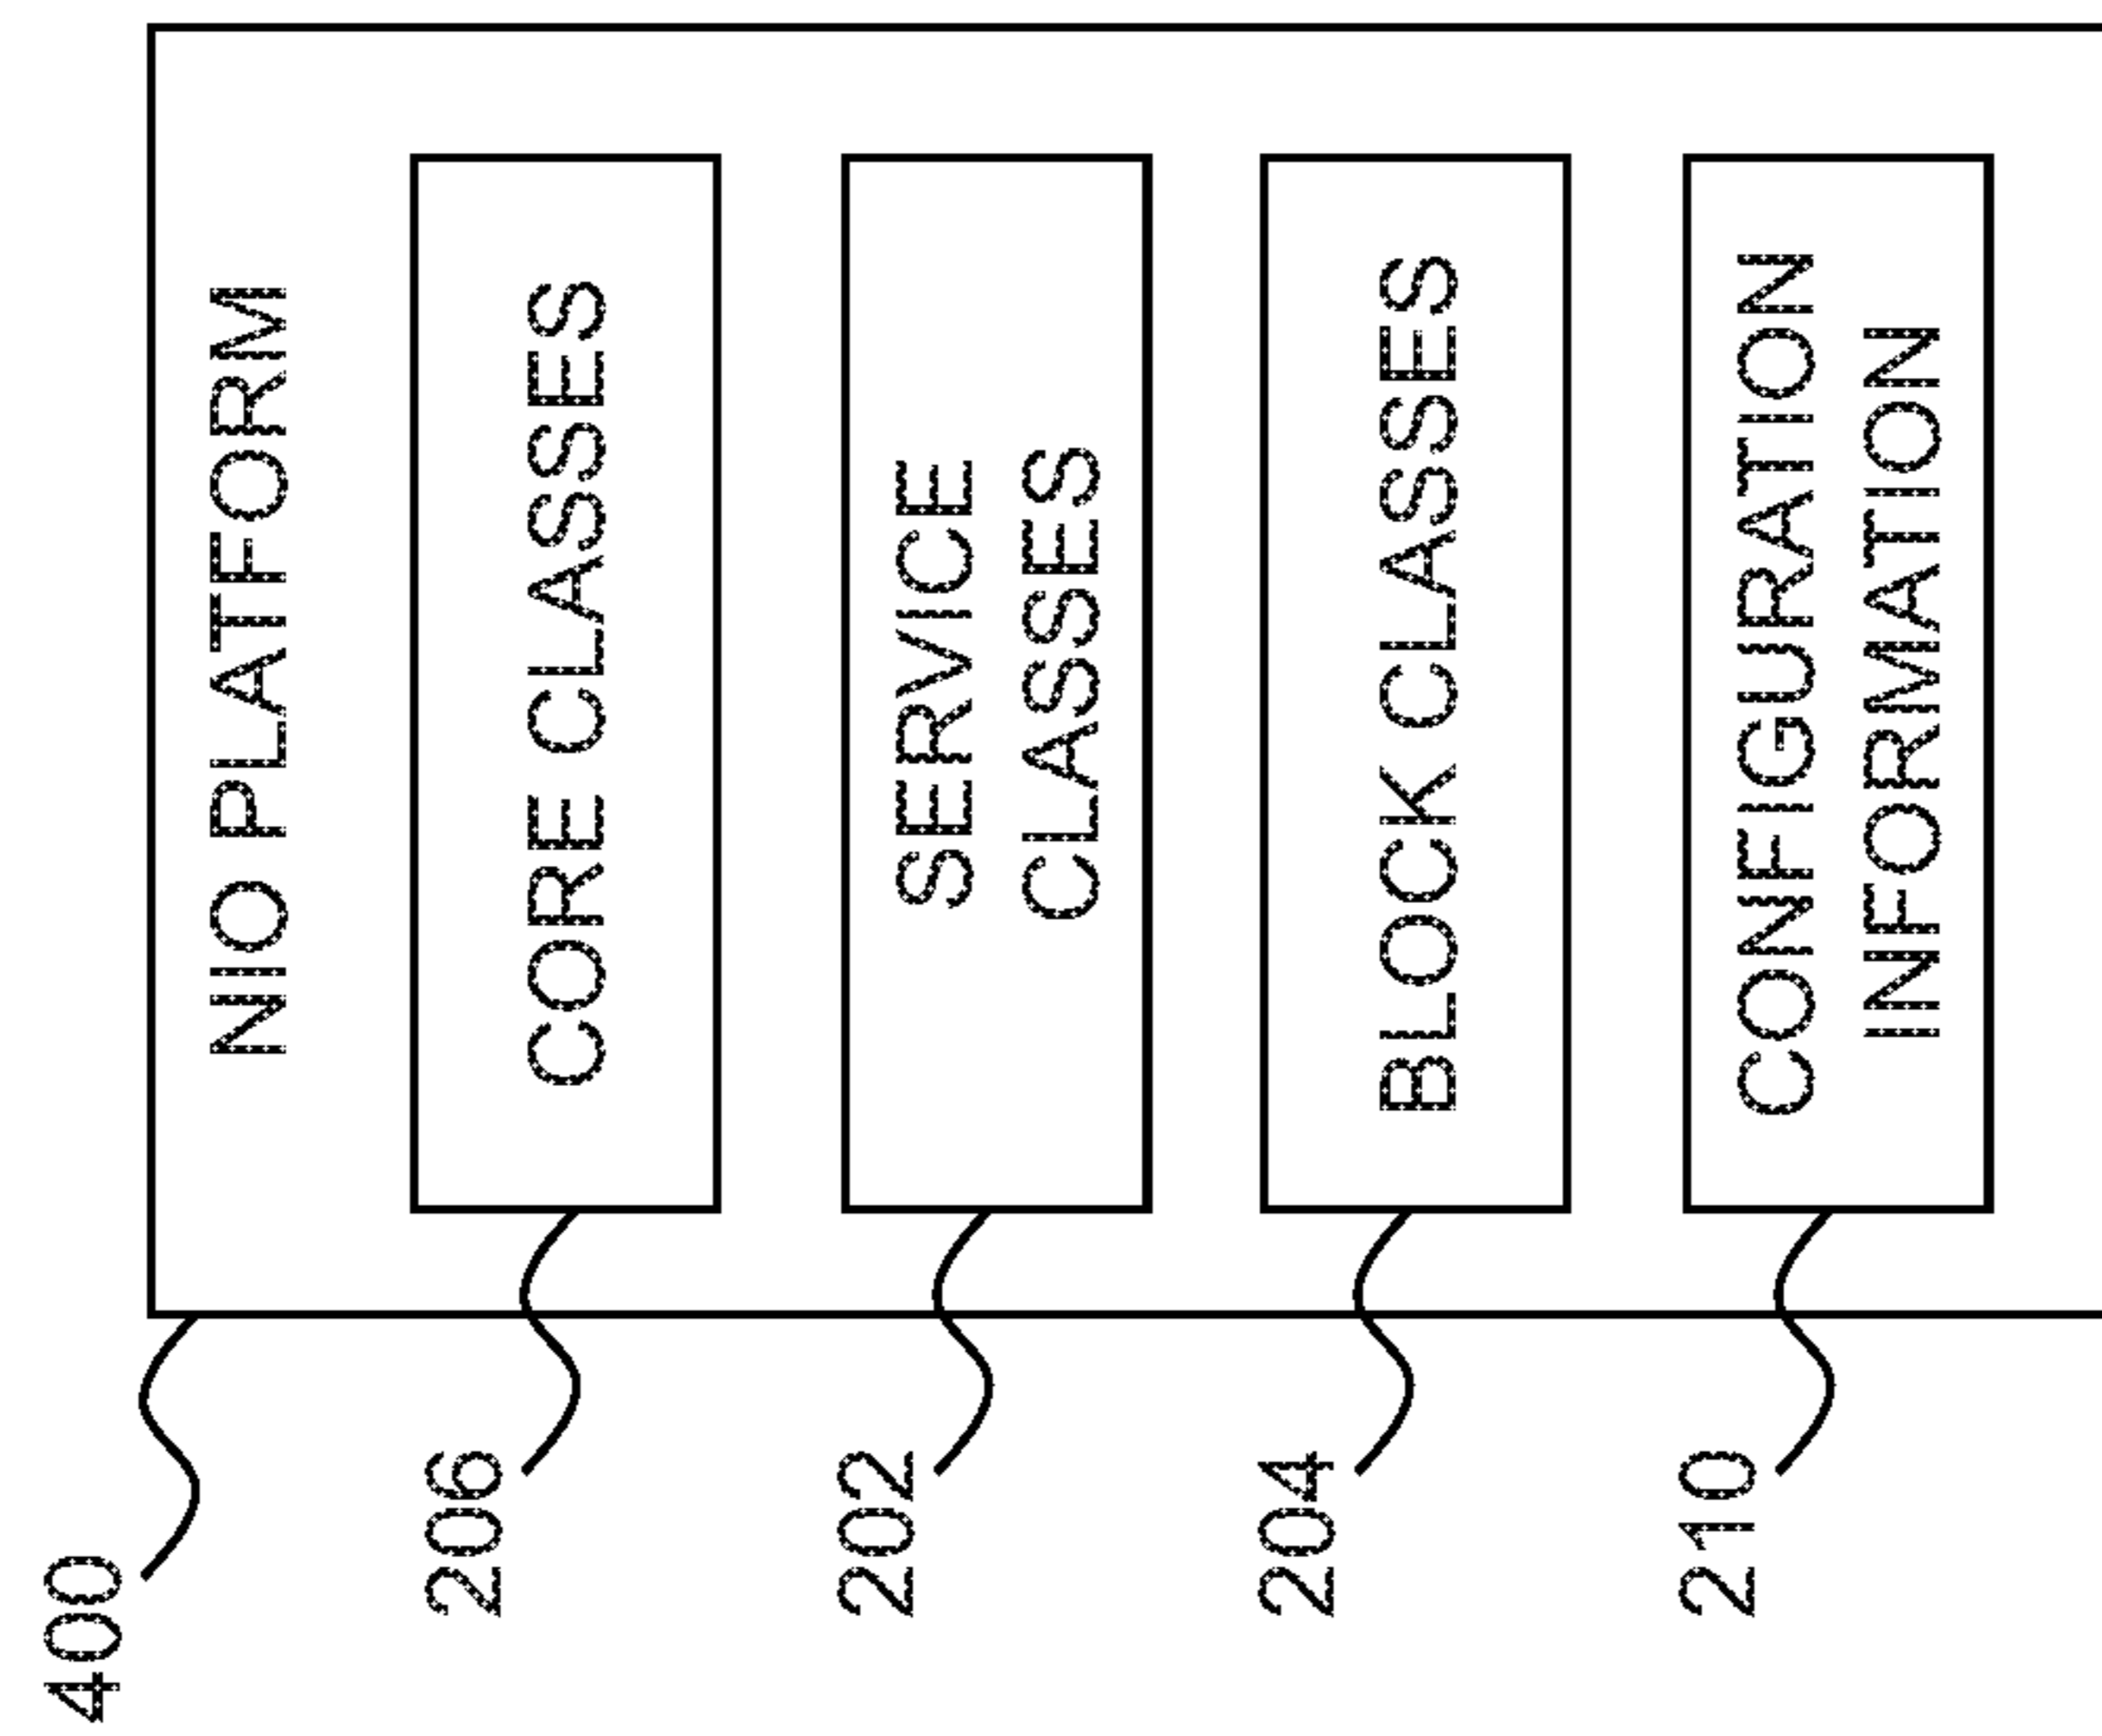 NIO PLATFORM
400
CORE CLASSES
206
SERVICE
CLASSES
202
BLOCK CLASSES
204
CONFIGURATION
INFORMATION
210